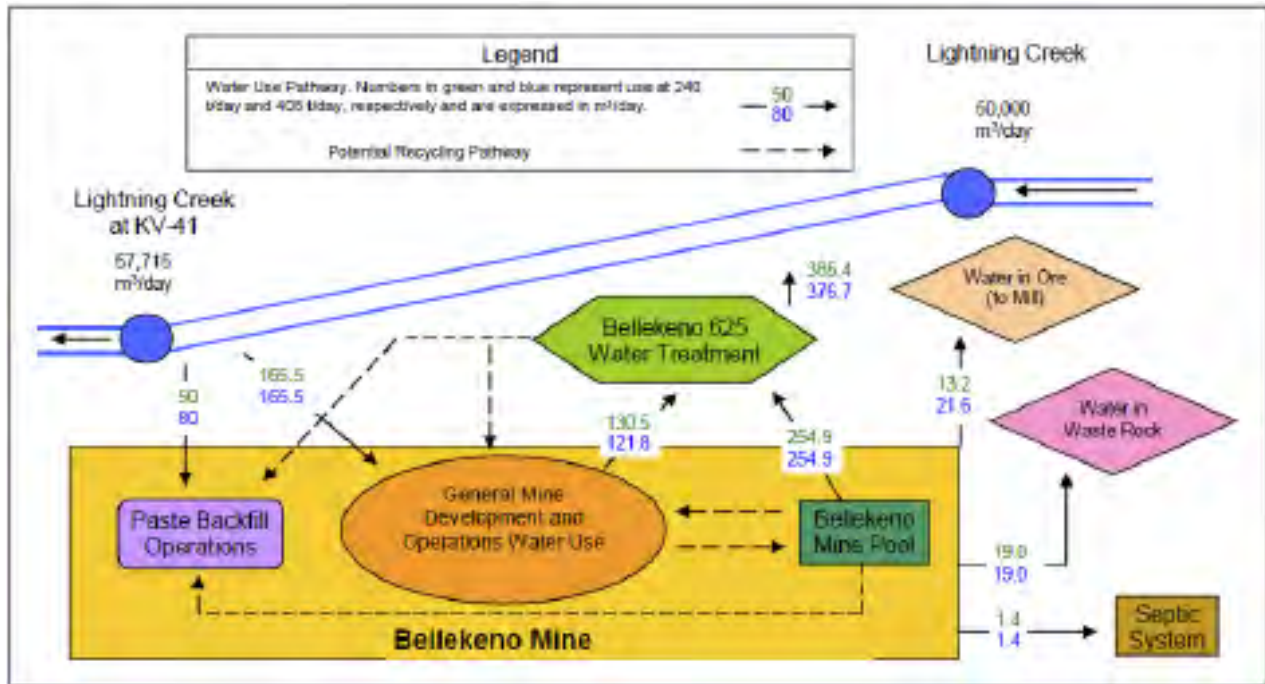 Legend
Water Use Pathway. Numbers in green and blue represent use at 240
t/day and 408 t/day, respectively and are expressed in m³/day.
50
80
Potential Recycling Pathway
Lightning Creek
60,000
m³/day
Lightning Creek
at KV-41
57,715
m³/day
386.4
376.7
Water in Ore
(to Mill)
Bellekeno 625
Water Treatment
165.5
165.5
50
80
13.2
21.6
Water in
Waste Rock
130.5
121.8
254.9
254.9
General Mine
Development and
Operations Water Use
Paste Backfill
Operations
Bellekeno
Mine Pool
19.0
19.0
1.4
1.4
Septic
System
Bellekeno Mine